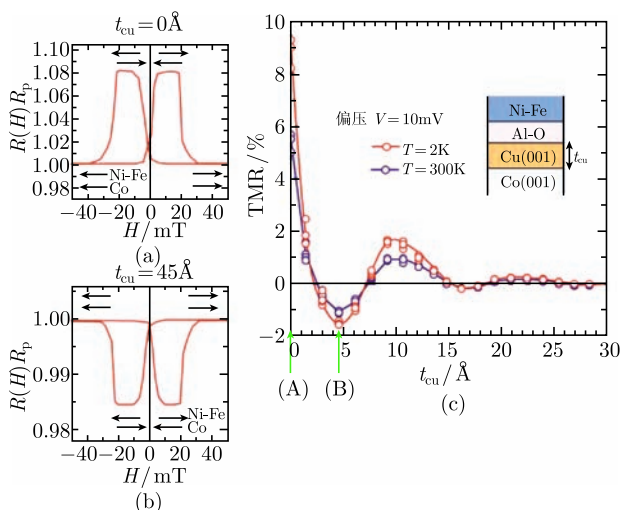 t_cu = 0Å
1.10
1.08
1.06
1.04
1.02
1.00
0.98
R(H)R_p
Ni-Fe
Co
−40 −20 0 20 40
H/mT
(a)
t_cu = 45Å
1.00
0.99
0.98
R(H)R_p
Ni-Fe
Co
−40 −20 0 20 40
H/mT
(b)
10
8
6
4
2
0
−2
TMR/%
偏压 V=10mV
T=2K
T=300K
Ni-Fe
Al-O
Cu(001)
t_cu
Co(001)
0 5 10 15 20 25 30
t_cu/Å
(A)
(B)
(c)